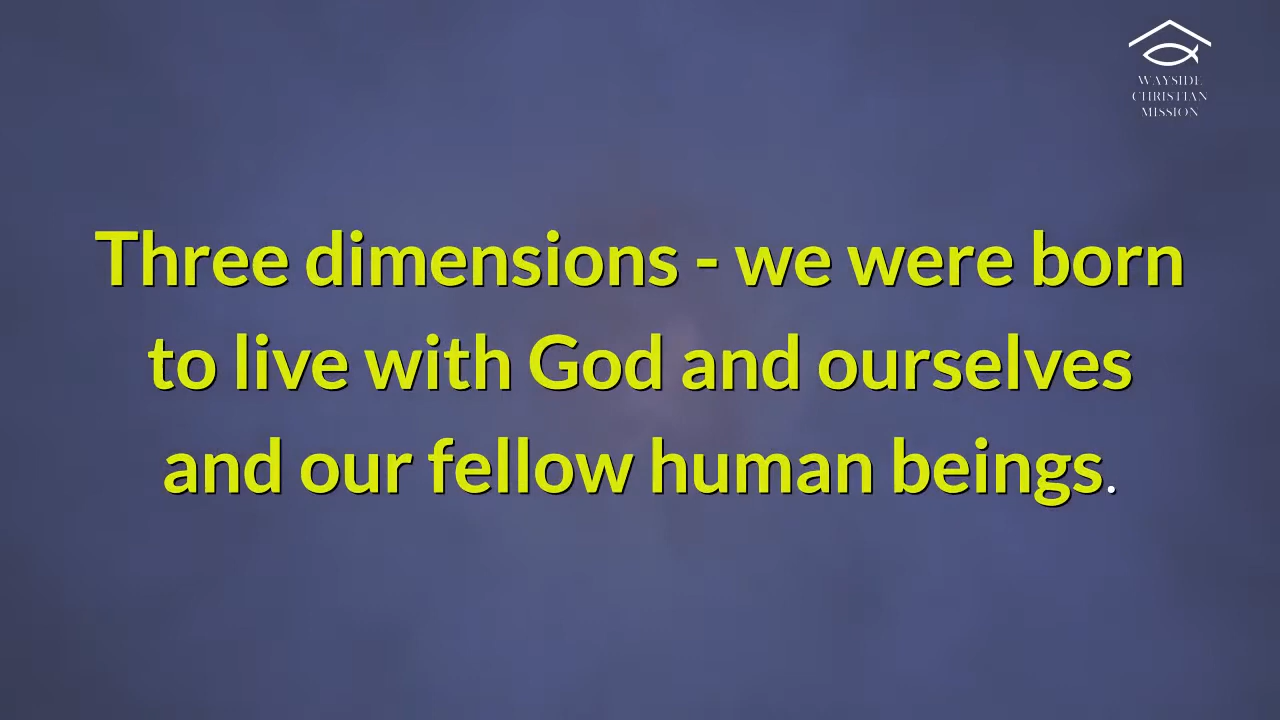 WAYSIDE
CHRISTIAN
MISSION
Three dimensions - we were born
to live with God and ourselves
and our fellow human beings.